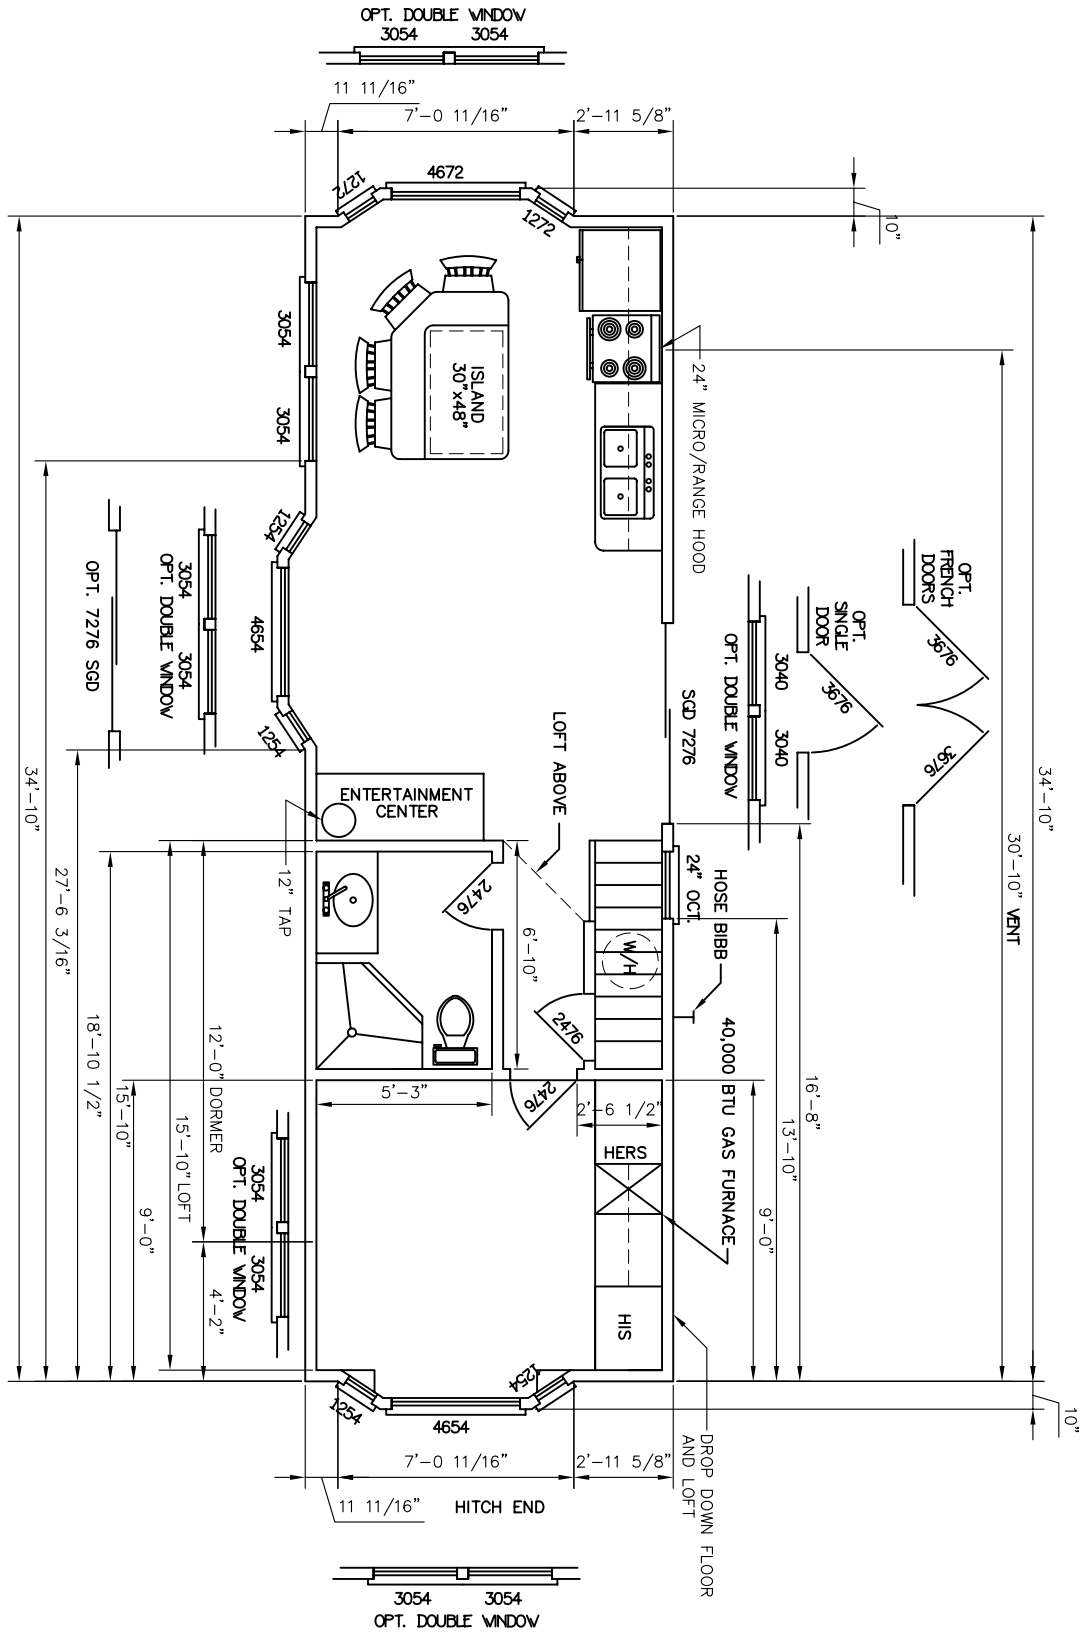 OPT. DOUBLE WINDOW
3054 3054
11 11/16"
7'-0 11/16"
2'-11 5/8"
4672
1272
1272
10"
3054
3054
ISLAND
30"x48"
24" MICRO/RANGE HOOD
1254
4654
1254
3054
3054
OPT. DOUBLE WINDOW
OPT. 7276 SGD
SGD 7276
3040
3040
OPT. DOUBLE WINDOW
OPT.
SINGLE
DOOR
3676
OPT.
FRENCH
DOORS
3676
3676
34'-10"
30'-10" VENT
34'-10"
27'-6 3/16"
18'-10 1/2"
15'-10"
9'-0"
15'-10" LOFT
12'-0" DORMER
4'-2"
ENTERTAINMENT
CENTER
12" TAP
LOFT ABOVE
2476
6'-10"
W/H
24" OCT.
HOSE BIBB
2476
2476
5'-3"
2'-6 1/2"
40,000 BTU GAS FURNACE
16'-8"
13'-10"
9'-0"
HERS
HIS
3054
3054
OPT. DOUBLE WINDOW
1254
4654
1254
10"
7'-0 11/16"
2'-11 5/8"
11 11/16"
HITCH END
DROP DOWN FLOOR
AND LOFT
3054 3054
OPT. DOUBLE WINDOW